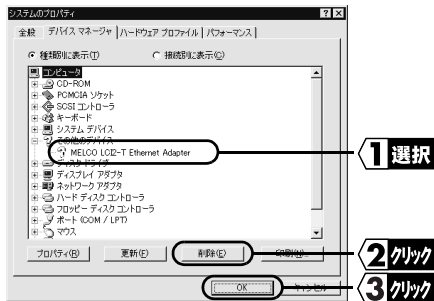 システムのプロパティ
全般 デバイス マネージャ ハードウェア プロファイル パフォーマンス
種類別に表示(T) 接続別に表示(C)
コンピュータ
CD-ROM
PCMCIA ソケット
SCSI コントローラ
キーボード
システム デバイス
その他のデバイス
MELCO LCI2-T Ethernet Adapter
1 選択
ディスク ドライブ
ディスプレイ アダプタ
ネットワーク アダプタ
ハード ディスク コントローラ
フロッピー ディスク コントローラ
ポート (COM / LPT)
マウス
プロパティ(R) 更新(F) 削除(E) 印刷(N)...
2 クリック
OK キャンセル
3 クリック